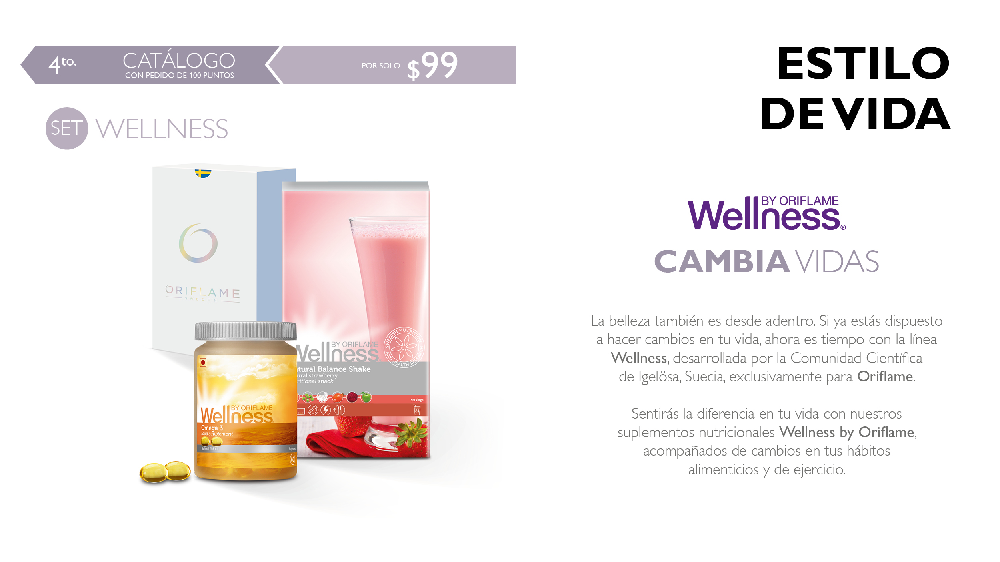 4to.
CATÁLOGO
CON PEDIDO DE 100 PUNTOS
POR SOLO $99
SET WELLNESS
ORIFLAME
SWEDEN
BY ORIFLAME
Wellness
Balance Shake
strawberry
snack
SWEDISH NUTRITION
AND HEALTH RESEARCH
servings
21
BY ORIFLAME
Wellness
Omega 3
food supplement
Natural fish oil
Capsules
60
ESTILO
DE VIDA
BY ORIFLAME
Wellness®
CAMBIA VIDAS
La belleza también es desde adentro. Si ya estás dispuesto
a hacer cambios en tu vida, ahora es tiempo con la línea
Wellness, desarrollada por la Comunidad Científica
de Igelösa, Suecia, exclusivamente para Oriflame.
Sentirás la diferencia en tu vida con nuestros
suplementos nutricionales Wellness by Oriflame,
acompañados de cambios en tus hábitos
alimenticios y de ejercicio.